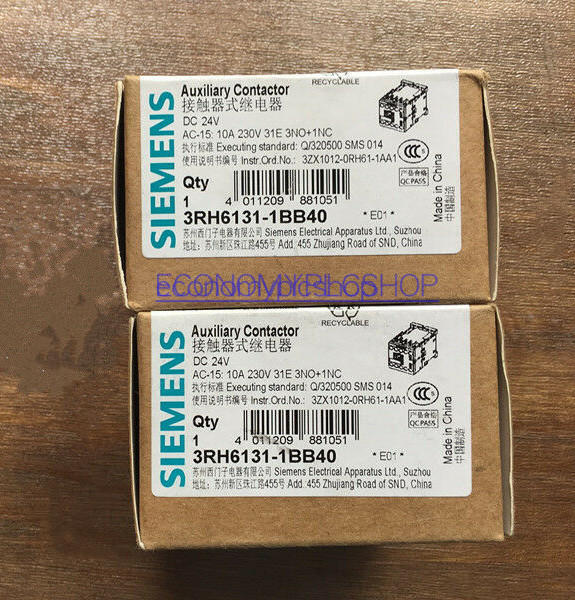 RECYCLABLE
SIEMENS
Auxiliary Contactor
接触器式继电器
DC 24V
AC-15: 10A 230V 31E 3NO+1NC
执行标准 Executing standard: Q/320500 SMS 014
使用说明书编号 Instr.Ord.No.: 3ZX1012-0RH61-1AA1
CCC S
产品合格
QC PASS
Made in China
中国制造
Qty
1 4 011209 881051
3RH6131-1BB40
* E01 *
苏州西门子电器有限公司 Siemens Electrical Apparatus Ltd., Suzhou
地址: 苏州新区珠江路455号 Add.:455 Zhujiang Road of SND, China
ECONOMYPLCSHOP
RECYCLABLE
SIEMENS
Auxiliary Contactor
接触器式继电器
DC 24V
AC-15: 10A 230V 31E 3NO+1NC
执行标准 Executing standard: Q/320500 SMS 014
使用说明书编号 Instr.Ord.No.: 3ZX1012-0RH61-1AA1
CCC S
产品合格
QC PASS
Made in China
中国制造
Qty
1 4 011209 881051
3RH6131-1BB40
* E01 *
苏州西门子电器有限公司 Siemens Electrical Apparatus Ltd., Suzhou
地址: 苏州新区珠江路455号 Add.:455 Zhujiang Road of SND, China